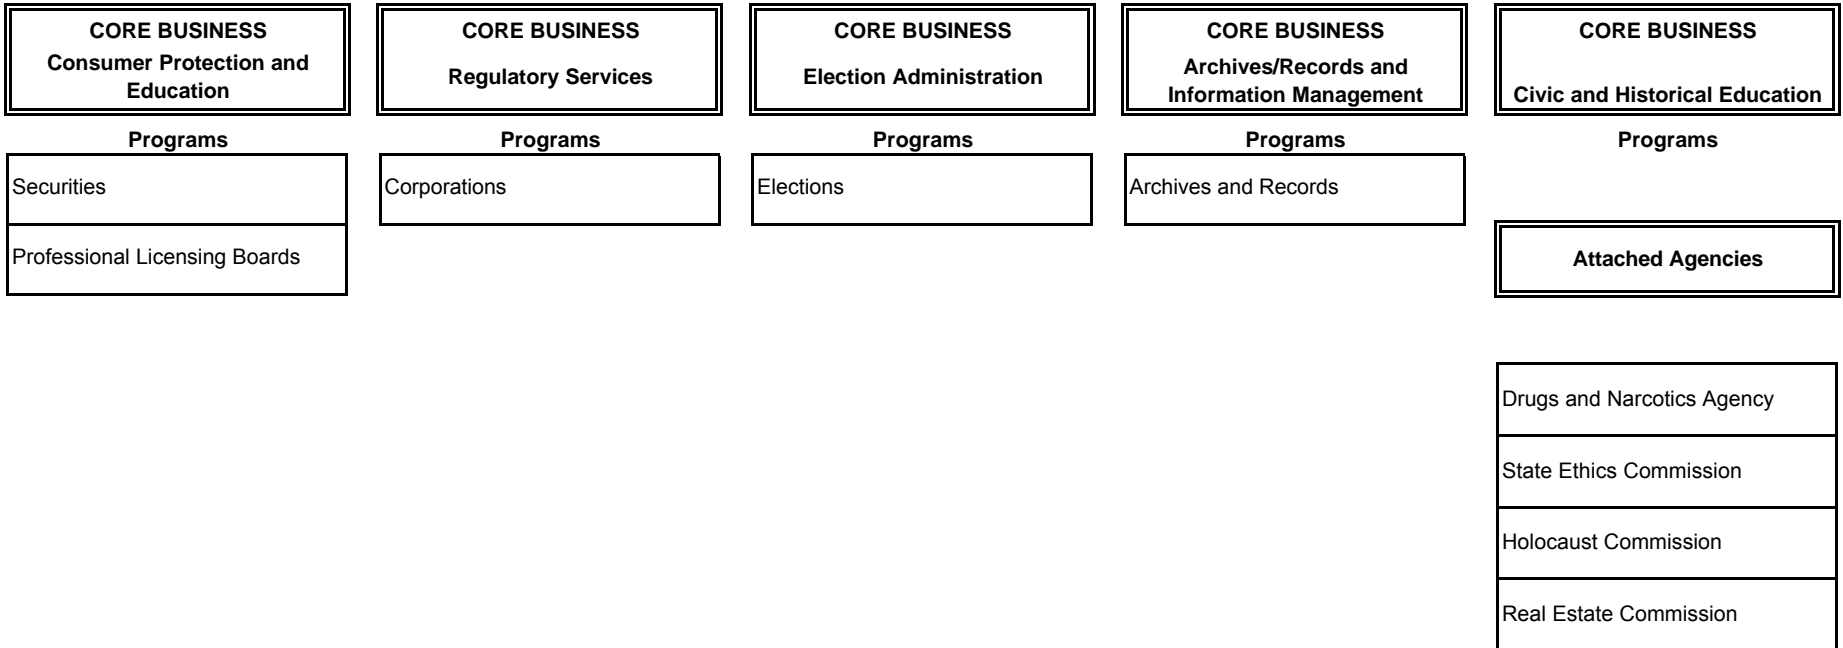 CORE BUSINESS
Consumer Protection and
Education
Programs
Securities
Professional Licensing Boards
CORE BUSINESS
Regulatory Services
Programs
Corporations
CORE BUSINESS
Election Administration
Programs
Elections
CORE BUSINESS
Archives/Records and
Information Management
Programs
Archives and Records
CORE BUSINESS
Civic and Historical Education
Programs
Attached Agencies
Drugs and Narcotics Agency
State Ethics Commission
Holocaust Commission
Real Estate Commission